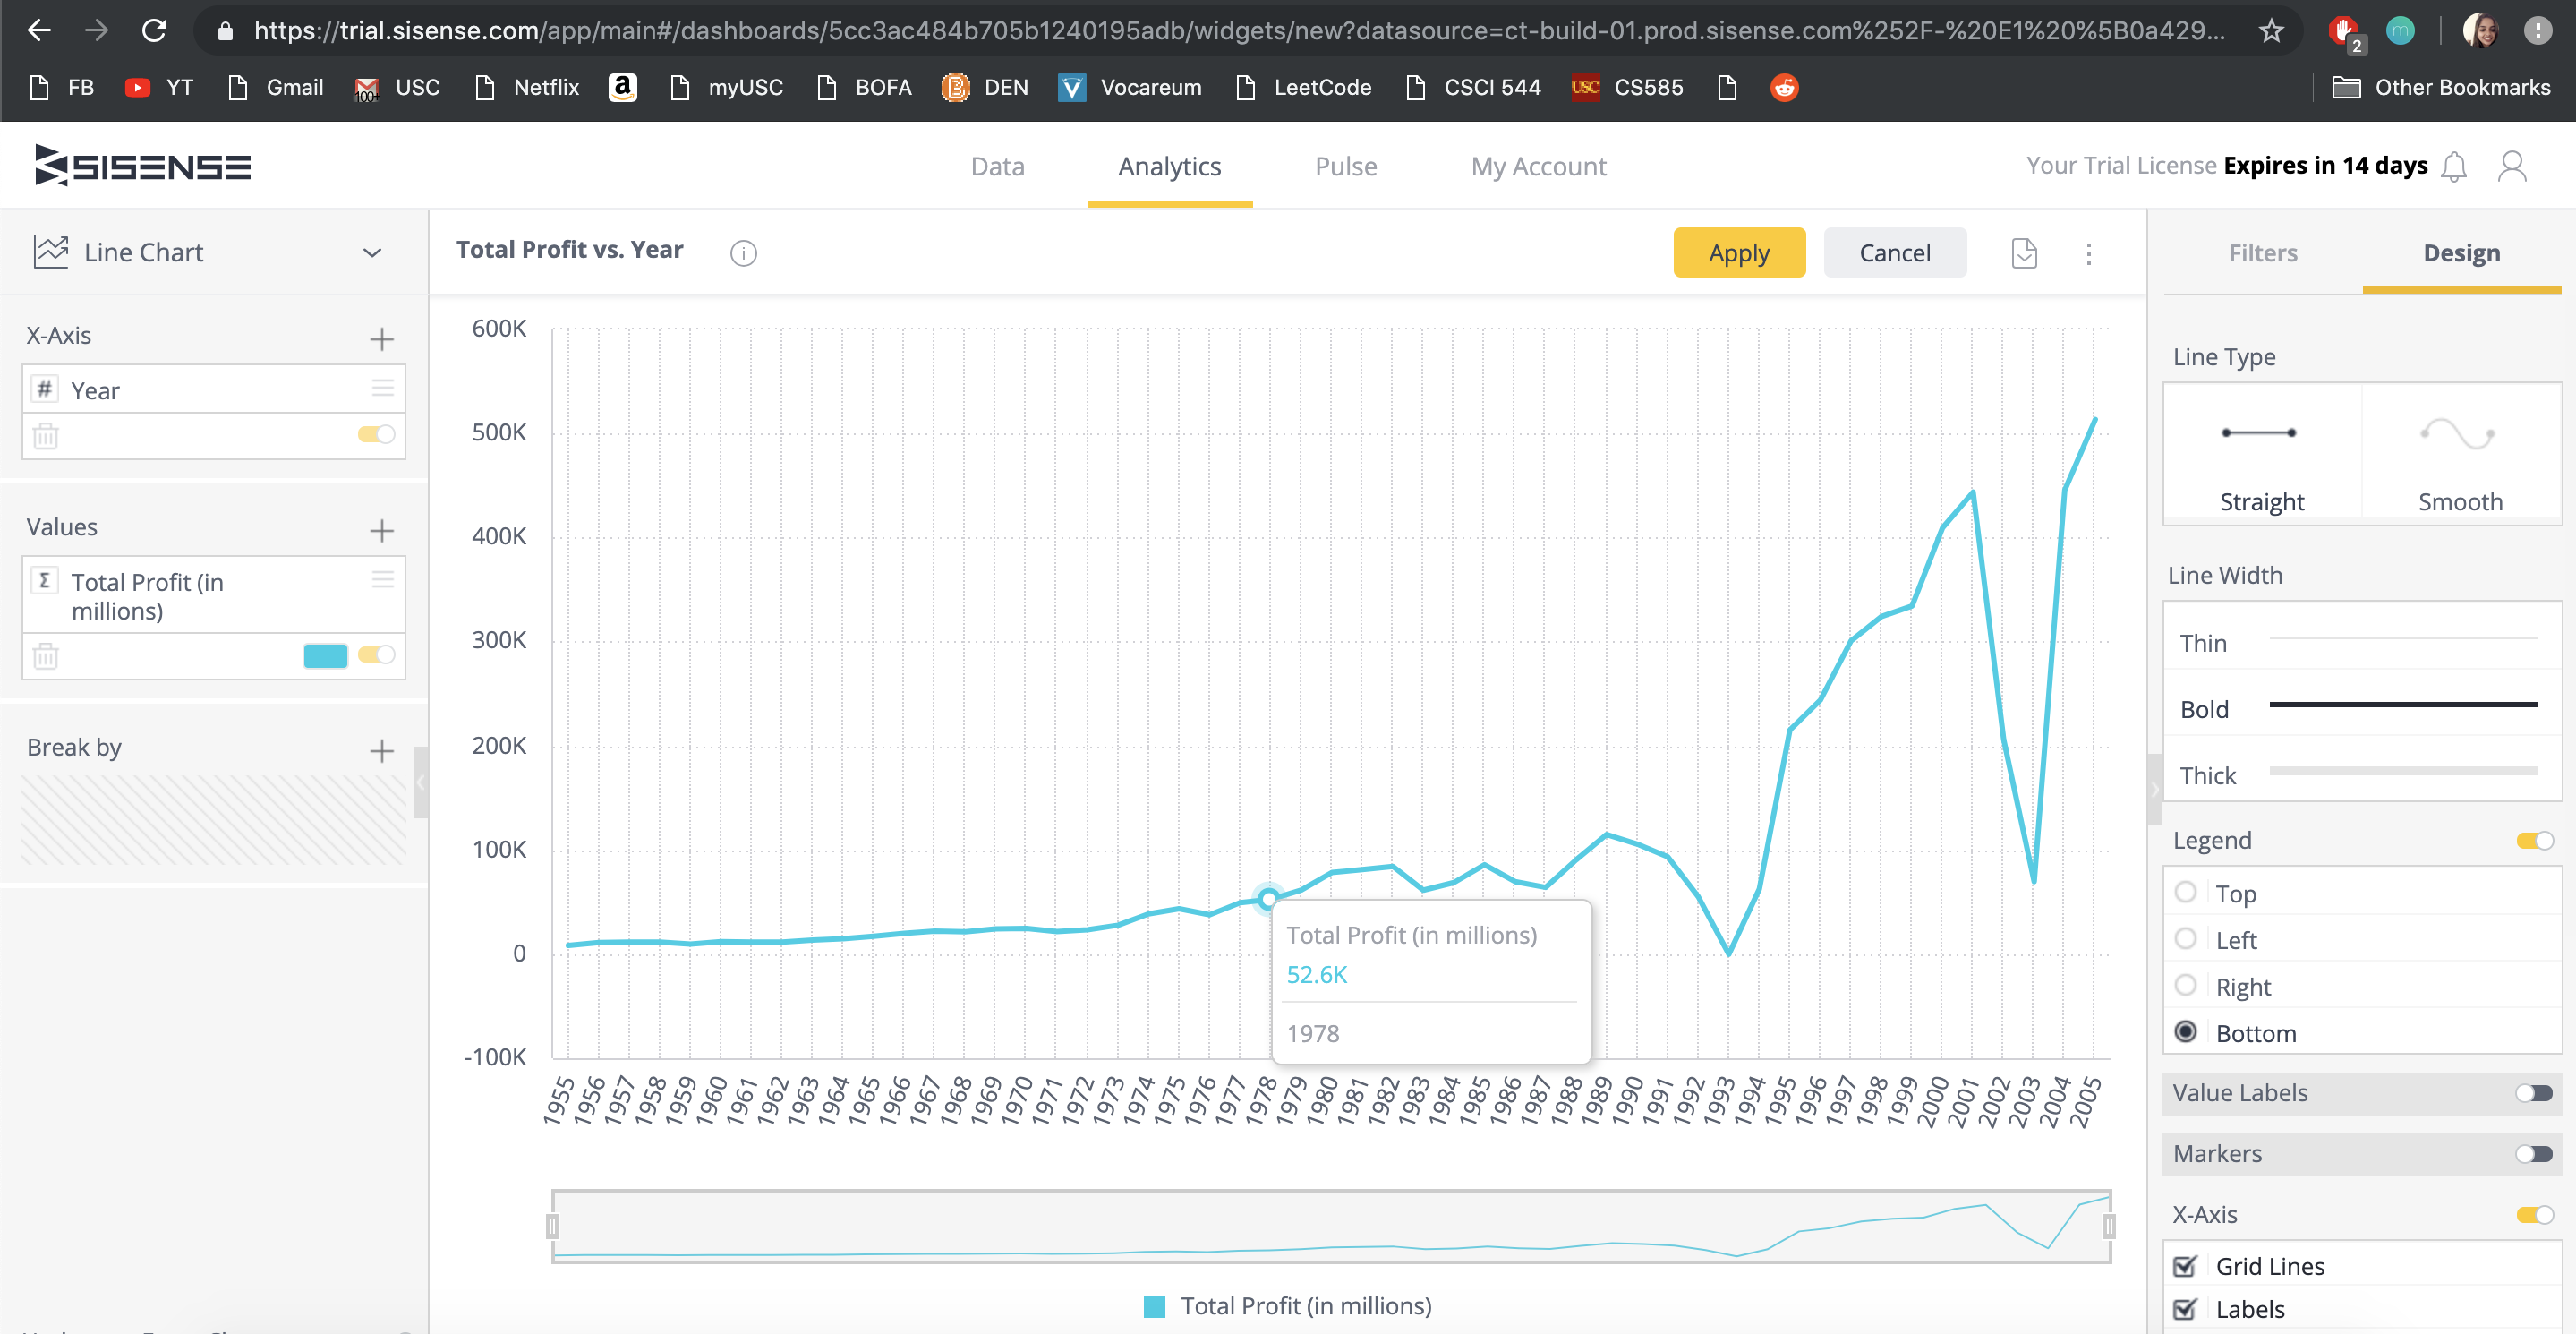 https://trial.sisense.com/app/main#/dashboards/5cc3ac484b705b1240195adb/widgets/new?datasource=ct-build-01.prod.sisense.com%252F-%20E1%20%5B0a429...
2
m
FB
YT
Gmail
100+
USC
Netflix
a
myUSC
BOFA
DEN
Vocareum
LeetCode
CSCI 544
USC
CS585
Other Bookmarks
SISENSE
Data
Analytics
Pulse
My Account
Your Trial License Expires in 14 days
Line Chart
X-Axis
# Year
Values
Σ Total Profit (in
millions)
Break by
Total Profit vs. Year
Apply
Cancel
600K
500K
400K
300K
200K
100K
0
-100K
Total Profit (in millions)
52.6K
1978
1955
1956
1957
1958
1959
1960
1961
1962
1963
1964
1965
1966
1967
1968
1969
1970
1971
1972
1973
1974
1975
1976
1977
1978
1979
1980
1981
1982
1983
1984
1985
1986
1987
1988
1989
1990
1991
1992
1993
1994
1995
1996
1997
1998
1999
2000
2001
2002
2003
2004
2005
Total Profit (in millions)
Filters
Design
Line Type
Straight
Smooth
Line Width
Thin
Bold
Thick
Legend
Top
Left
Right
Bottom
Value Labels
Markers
X-Axis
Grid Lines
Labels